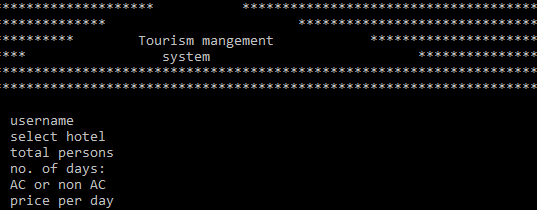 ******************** ************************************
************** ********************************
********** Tourism mangement **********************
**** system ****************
********************************************************************
********************************************************************
username
select hotel
total persons
no. of days:
AC or non AC
price per day